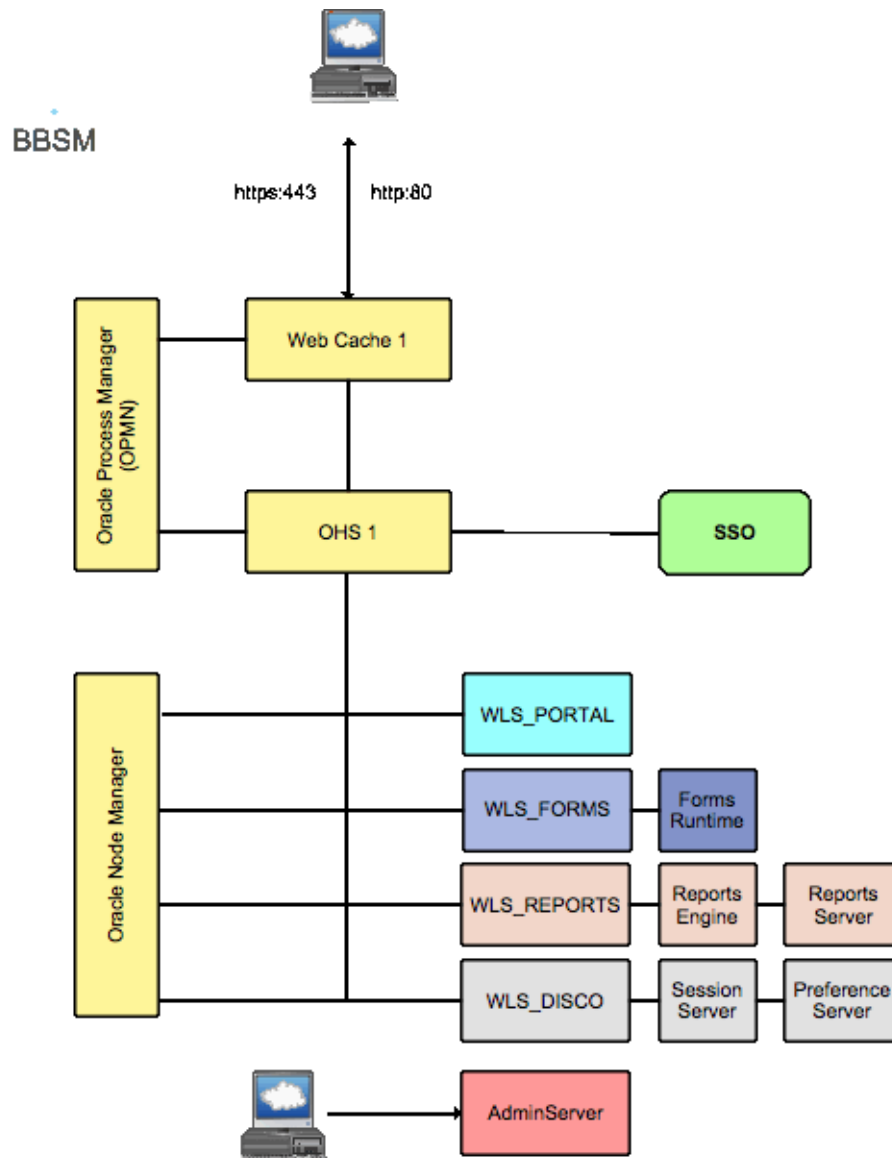 BBSM
https:443 http:80
Oracle Process Manager
(OPMN)
Web Cache 1
OHS 1
SSO
Oracle Node Manager
WLS_PORTAL
WLS_FORMS
Forms
Runtime
WLS_REPORTS
Reports
Engine
Reports
Server
WLS_DISCO
Session
Server
Preference
Server
AdminServer